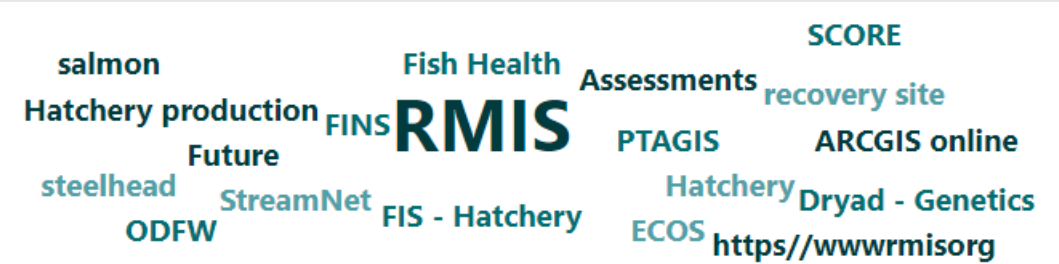 SCORE
salmon
Fish Health
Assessments
recovery site
Hatchery production
FINS
RMIS
PTAGIS
ARCGIS online
Future
steelhead
StreamNet
Hatchery
Dryad - Genetics
FIS - Hatchery
ODFW
ECOS
https//wwwrmisorg